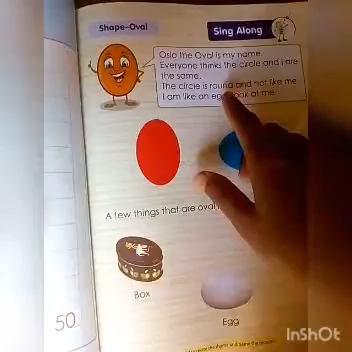 Shape-Oval
Sing Along
Oslo the Oval is my name.
Everyone thinks the circle and I are
the same.
The circle is round and not like me
I am like an egg, look at me
A few things that are oval
Box
Egg
50
InShOt